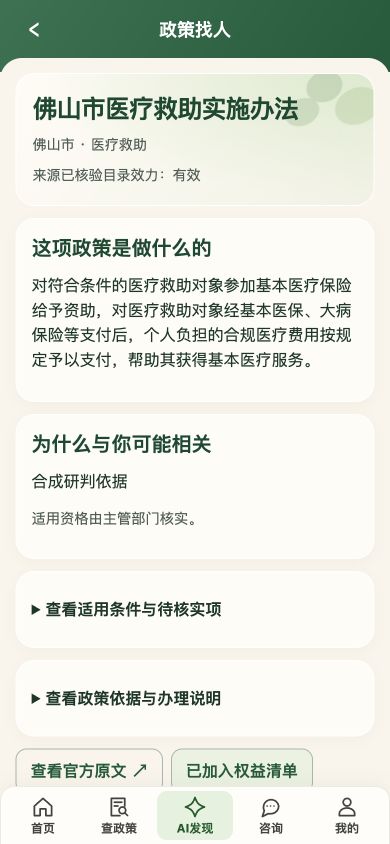 政策找人
佛山市医疗救助实施办法
佛山市 · 医疗救助
来源已核验目录效力：有效
这项政策是做什么的
对符合条件的医疗救助对象参加基本医疗保险
给予资助，对医疗救助对象经基本医保、大病
保险等支付后，个人负担的合规医疗费用按规
定予以支付，帮助其获得基本医疗服务。
为什么与你可能相关
合成研判依据
适用资格由主管部门核实。
▶ 查看适用条件与待核实项
▶ 查看政策依据与办理说明
查看官方原文 ↗
已加入权益清单
首页
查政策
AI发现
咨询
我的